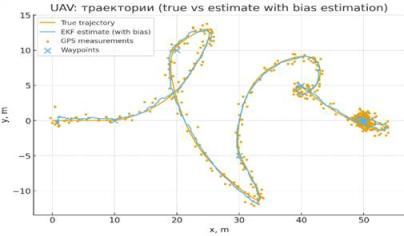 UAV: траектории (true vs estimate with bias estimation)
True trajectory
EKF estimate (with bias)
GPS measurements
Waypoints
15
10
5
0
−5
−10
y, m
0
10
20
30
40
50
x, m